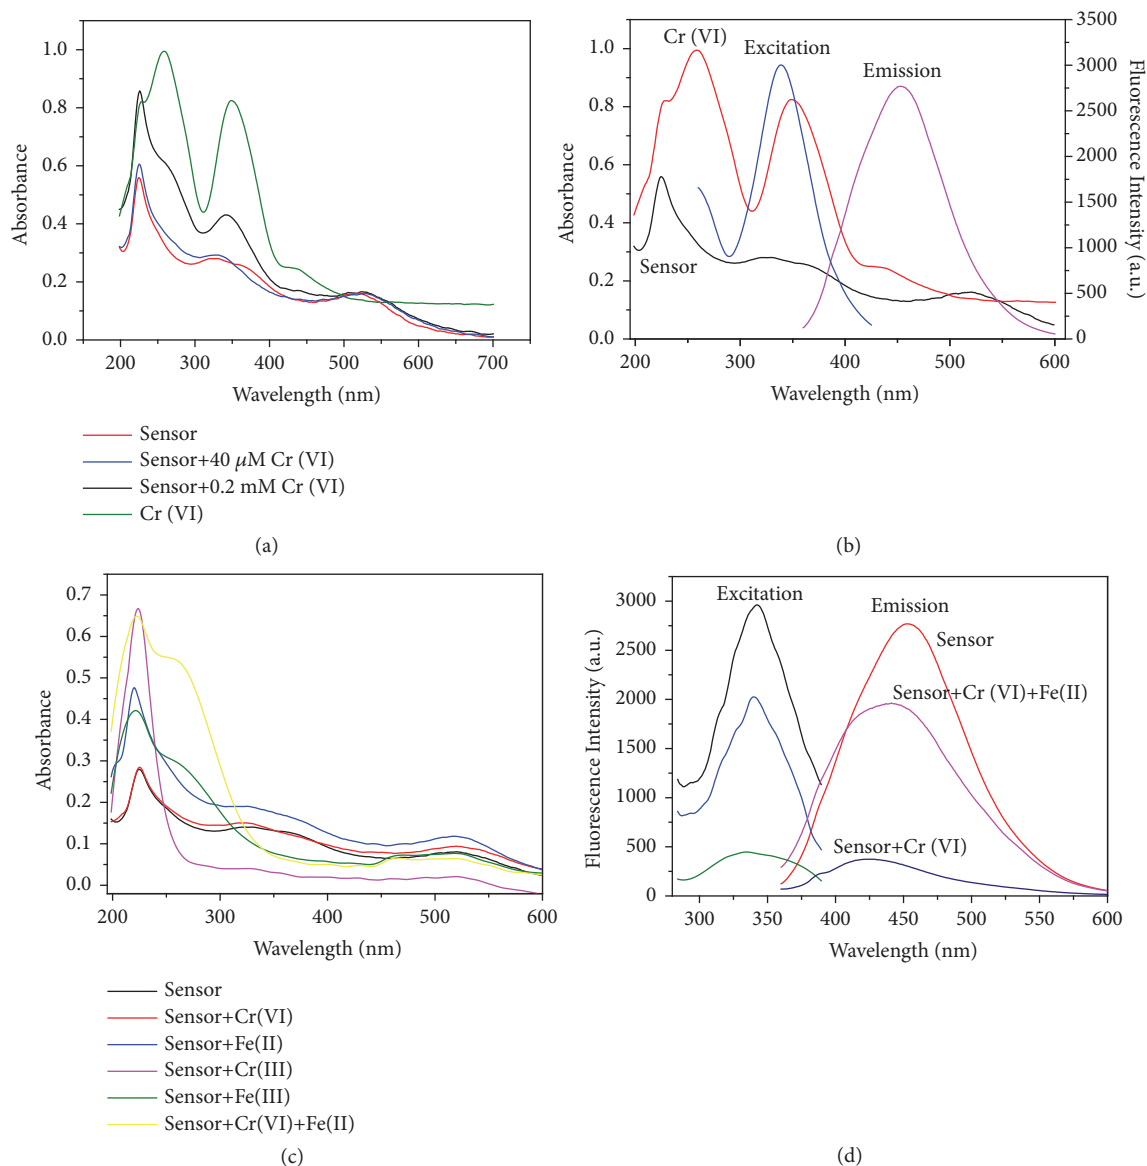 1.0
0.8
0.6
0.4
0.2
0.0
Absorbance
200 300 400 500 600 700
Wavelength (nm)
Sensor
Sensor+40 μM Cr (VI)
Sensor+0.2 mM Cr (VI)
Cr (VI)
(a)
1.0
0.8
0.6
0.4
0.2
0.0
Absorbance
Cr (VI)
Excitation
Emission
Sensor
3500
3000
2500
2000
1500
1000
500
0
Fluorescence Intensity (a.u.)
200 300 400 500 600
Wavelength (nm)
(b)
0.7
0.6
0.5
0.4
0.3
0.2
0.1
0.0
Absorbance
200 300 400 500 600
Wavelength (nm)
Sensor
Sensor+Cr(VI)
Sensor+Fe(II)
Sensor+Cr(III)
Sensor+Fe(III)
Sensor+Cr(VI)+Fe(II)
(c)
3000
2500
2000
1750
1500
1250
1000
750
500
250
0
Fluorescence Intensity (a.u.)
Excitation
Emission
Sensor
Sensor+Cr (VI)+Fe(II)
Sensor+Cr (VI)
300 350 400 450 500 550 600
Wavelength (nm)
(d)